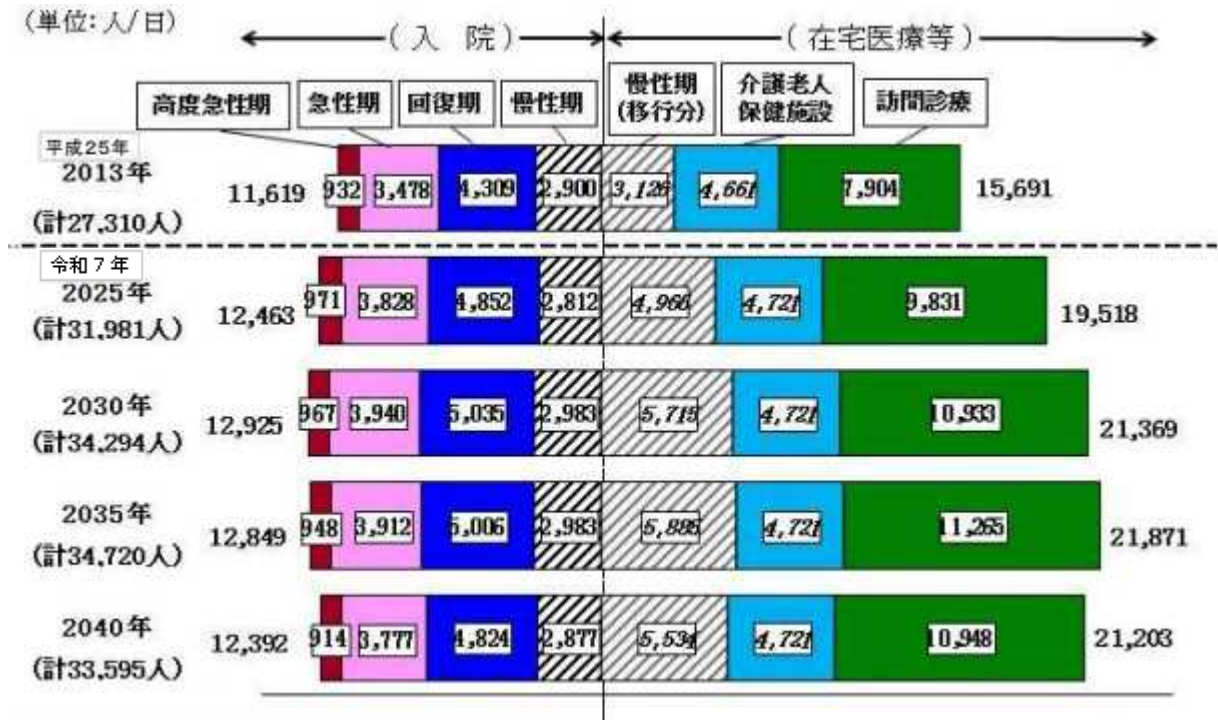 (単位:人/日)
(入 院)
(在宅医療等)
高度急性期 急性期 回復期 慢性期 慢性期 (移行分) 介護老人 保健施設 訪問診療
平成25年
2013年
(計27,310人)
11,619 932 3,478 4,309 2,900 3,126 4,661 7,904 15,691
令和7年
2025年
(計31,981人)
12,463 971 3,828 4,852 2,812 4,966 4,721 9,831 19,518
2030年
(計34,294人)
12,925 967 3,940 5,035 2,983 5,715 4,721 10,933 21,369
2035年
(計34,720人)
12,849 948 3,912 5,006 2,983 5,885 4,721 11,265 21,871
2040年
(計33,595人)
12,392 914 3,777 4,824 2,877 5,534 4,721 10,948 21,203